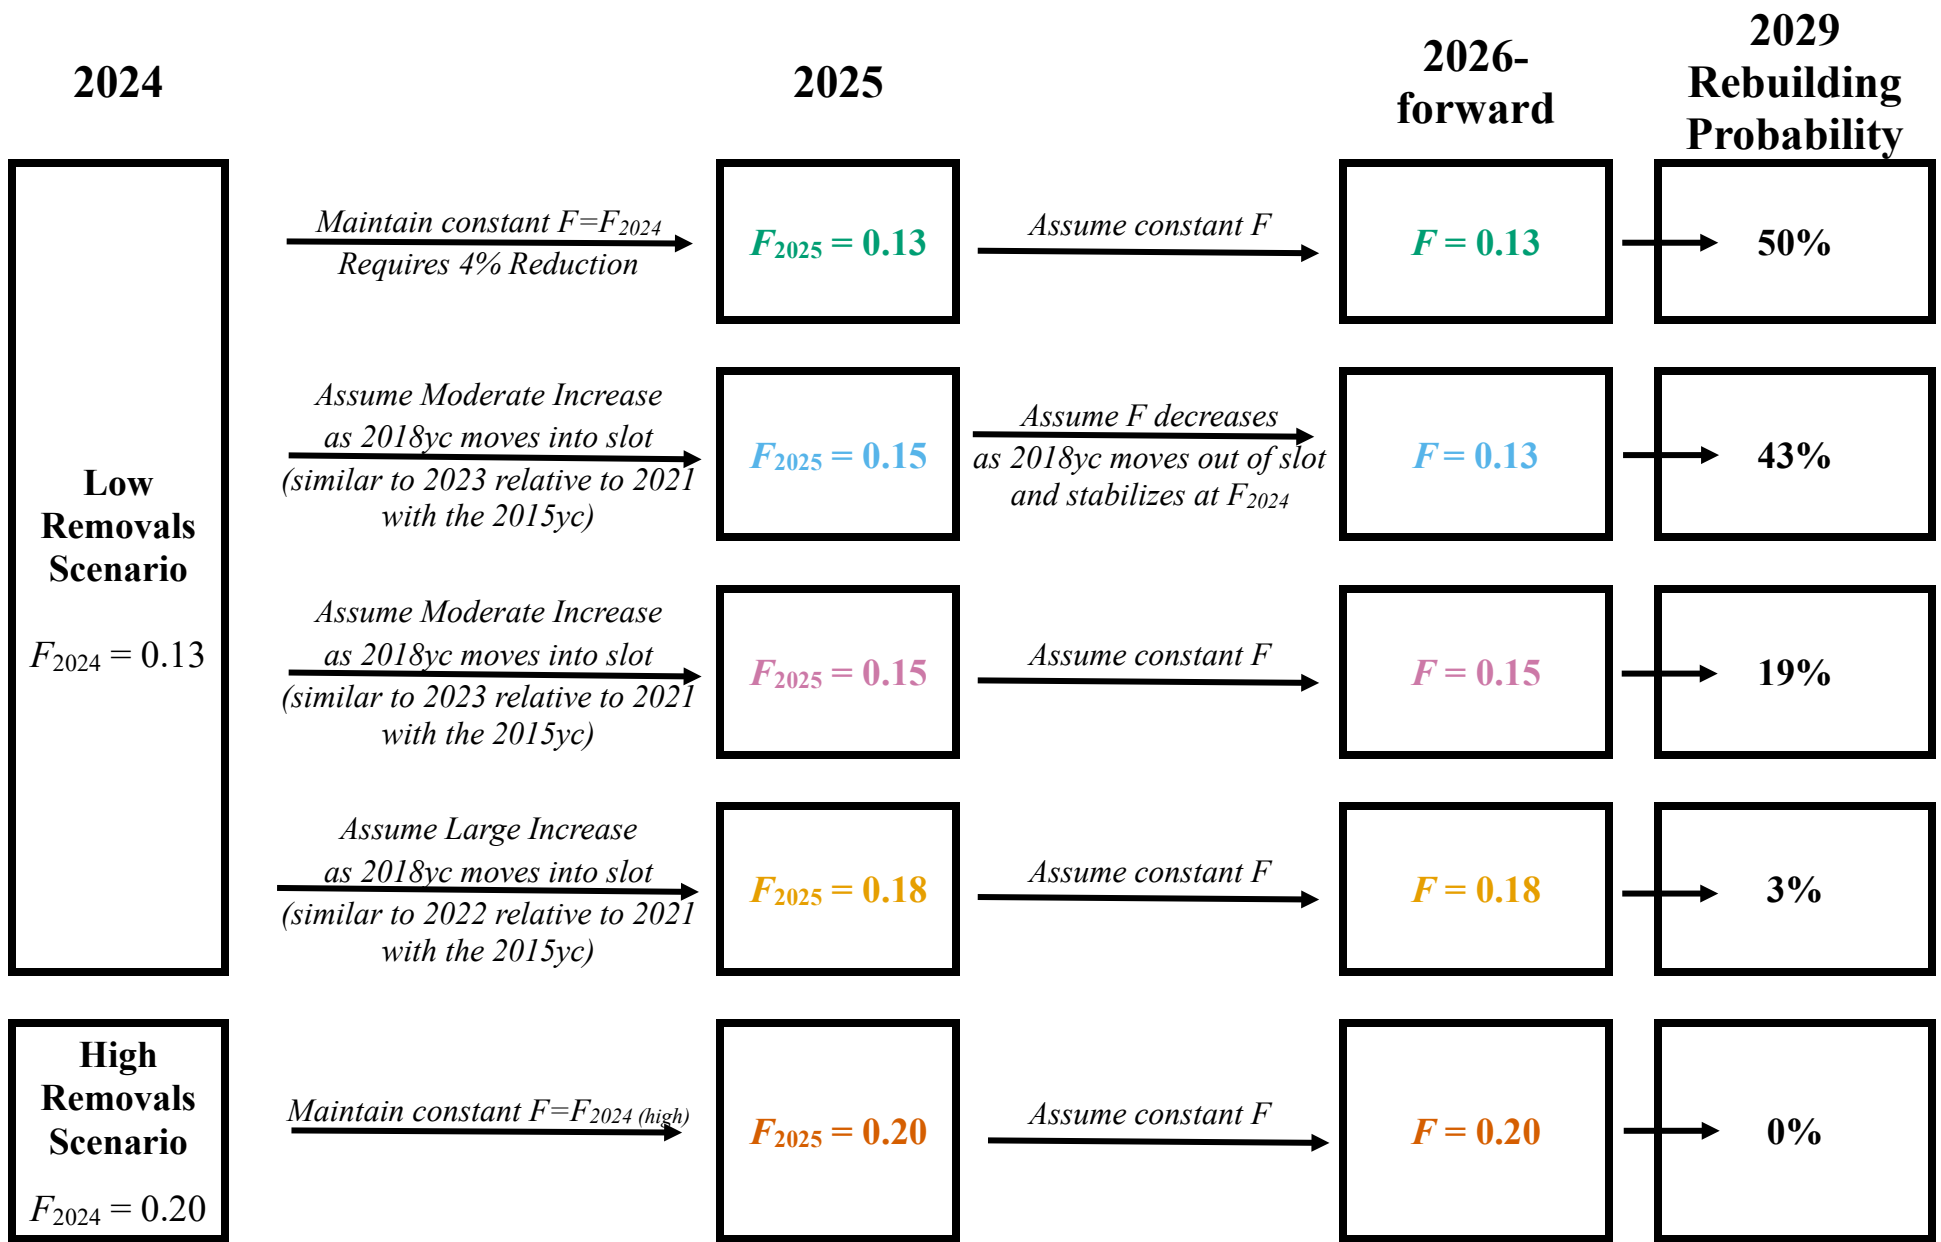 2024
2025
2026-
forward
2029
Rebuilding
Probability
Low
Removals
Scenario
F2024 = 0.13
Maintain constant F=F2024
Requires 4% Reduction
F2025 = 0.13
Assume constant F
F = 0.13
50%
Assume Moderate Increase
as 2018yc moves into slot
(similar to 2023 relative to 2021
with the 2015yc)
F2025 = 0.15
Assume F decreases
as 2018yc moves out of slot
and stabilizes at F2024
F = 0.13
43%
Assume Moderate Increase
as 2018yc moves into slot
(similar to 2023 relative to 2021
with the 2015yc)
F2025 = 0.15
Assume constant F
F = 0.15
19%
Assume Large Increase
as 2018yc moves into slot
(similar to 2022 relative to 2021
with the 2015yc)
F2025 = 0.18
Assume constant F
F = 0.18
3%
High
Removals
Scenario
F2024 = 0.20
Maintain constant F=F2024 (high)
F2025 = 0.20
Assume constant F
F = 0.20
0%